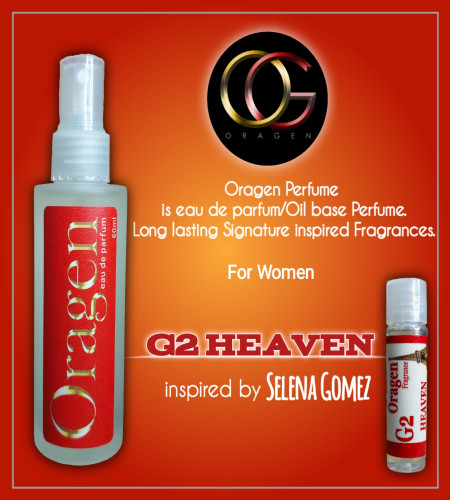 OG
ORAGEN
Oragen Perfume
is eau de parfum/Oil base Perfume.
Long lasting Signature inspired Fragrances.
For Women
G2 HEAVEN
inspired by SELENA GOMEZ
Oragen
eau de parfum
60ml
Oragen
Fragrance
G2
HEAVEN